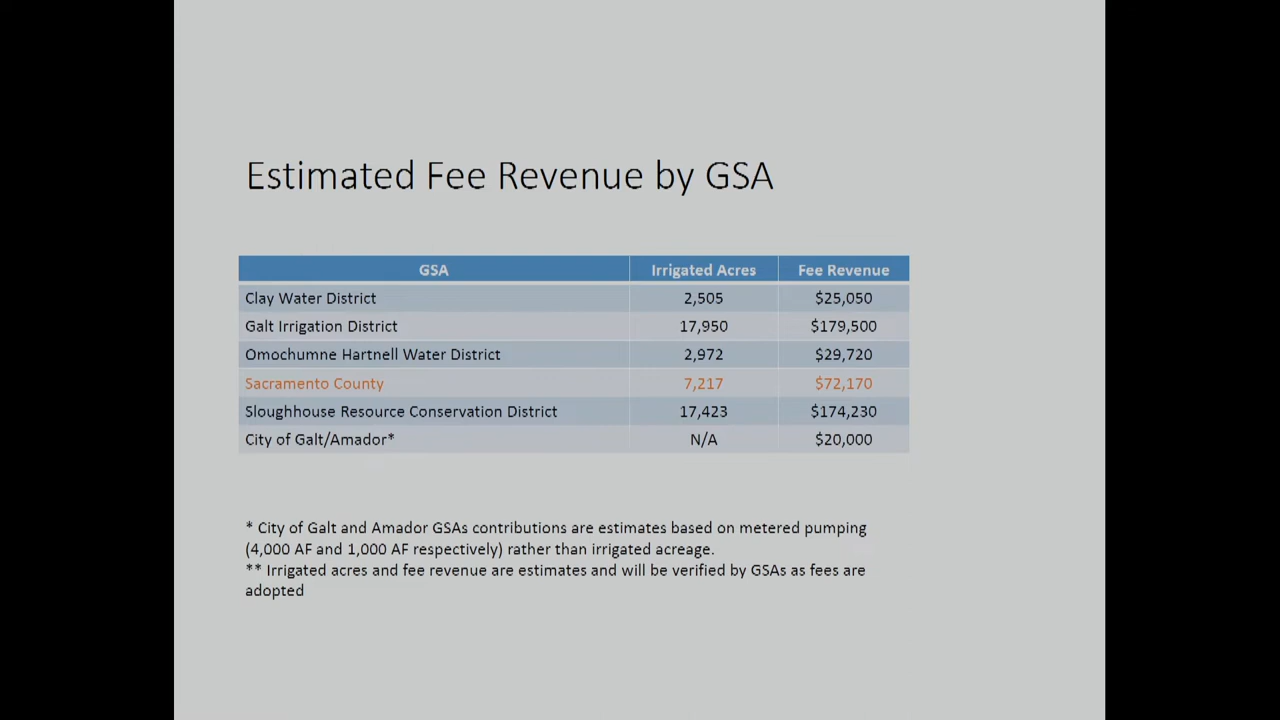 Estimated Fee Revenue by GSA
GSA Irrigated Acres Fee Revenue
Clay Water District 2,505 $25,050
Galt Irrigation District 17,950 $179,500
Omochumne Hartnell Water District 2,972 $29,720
Sacramento County 7,217 $72,170
Sloughhouse Resource Conservation District 17,423 $174,230
City of Galt/Amador* N/A $20,000
* City of Galt and Amador GSAs contributions are estimates based on metered pumping
(4,000 AF and 1,000 AF respectively) rather than irrigated acreage.
** Irrigated acres and fee revenue are estimates and will be verified by GSAs as fees are
adopted